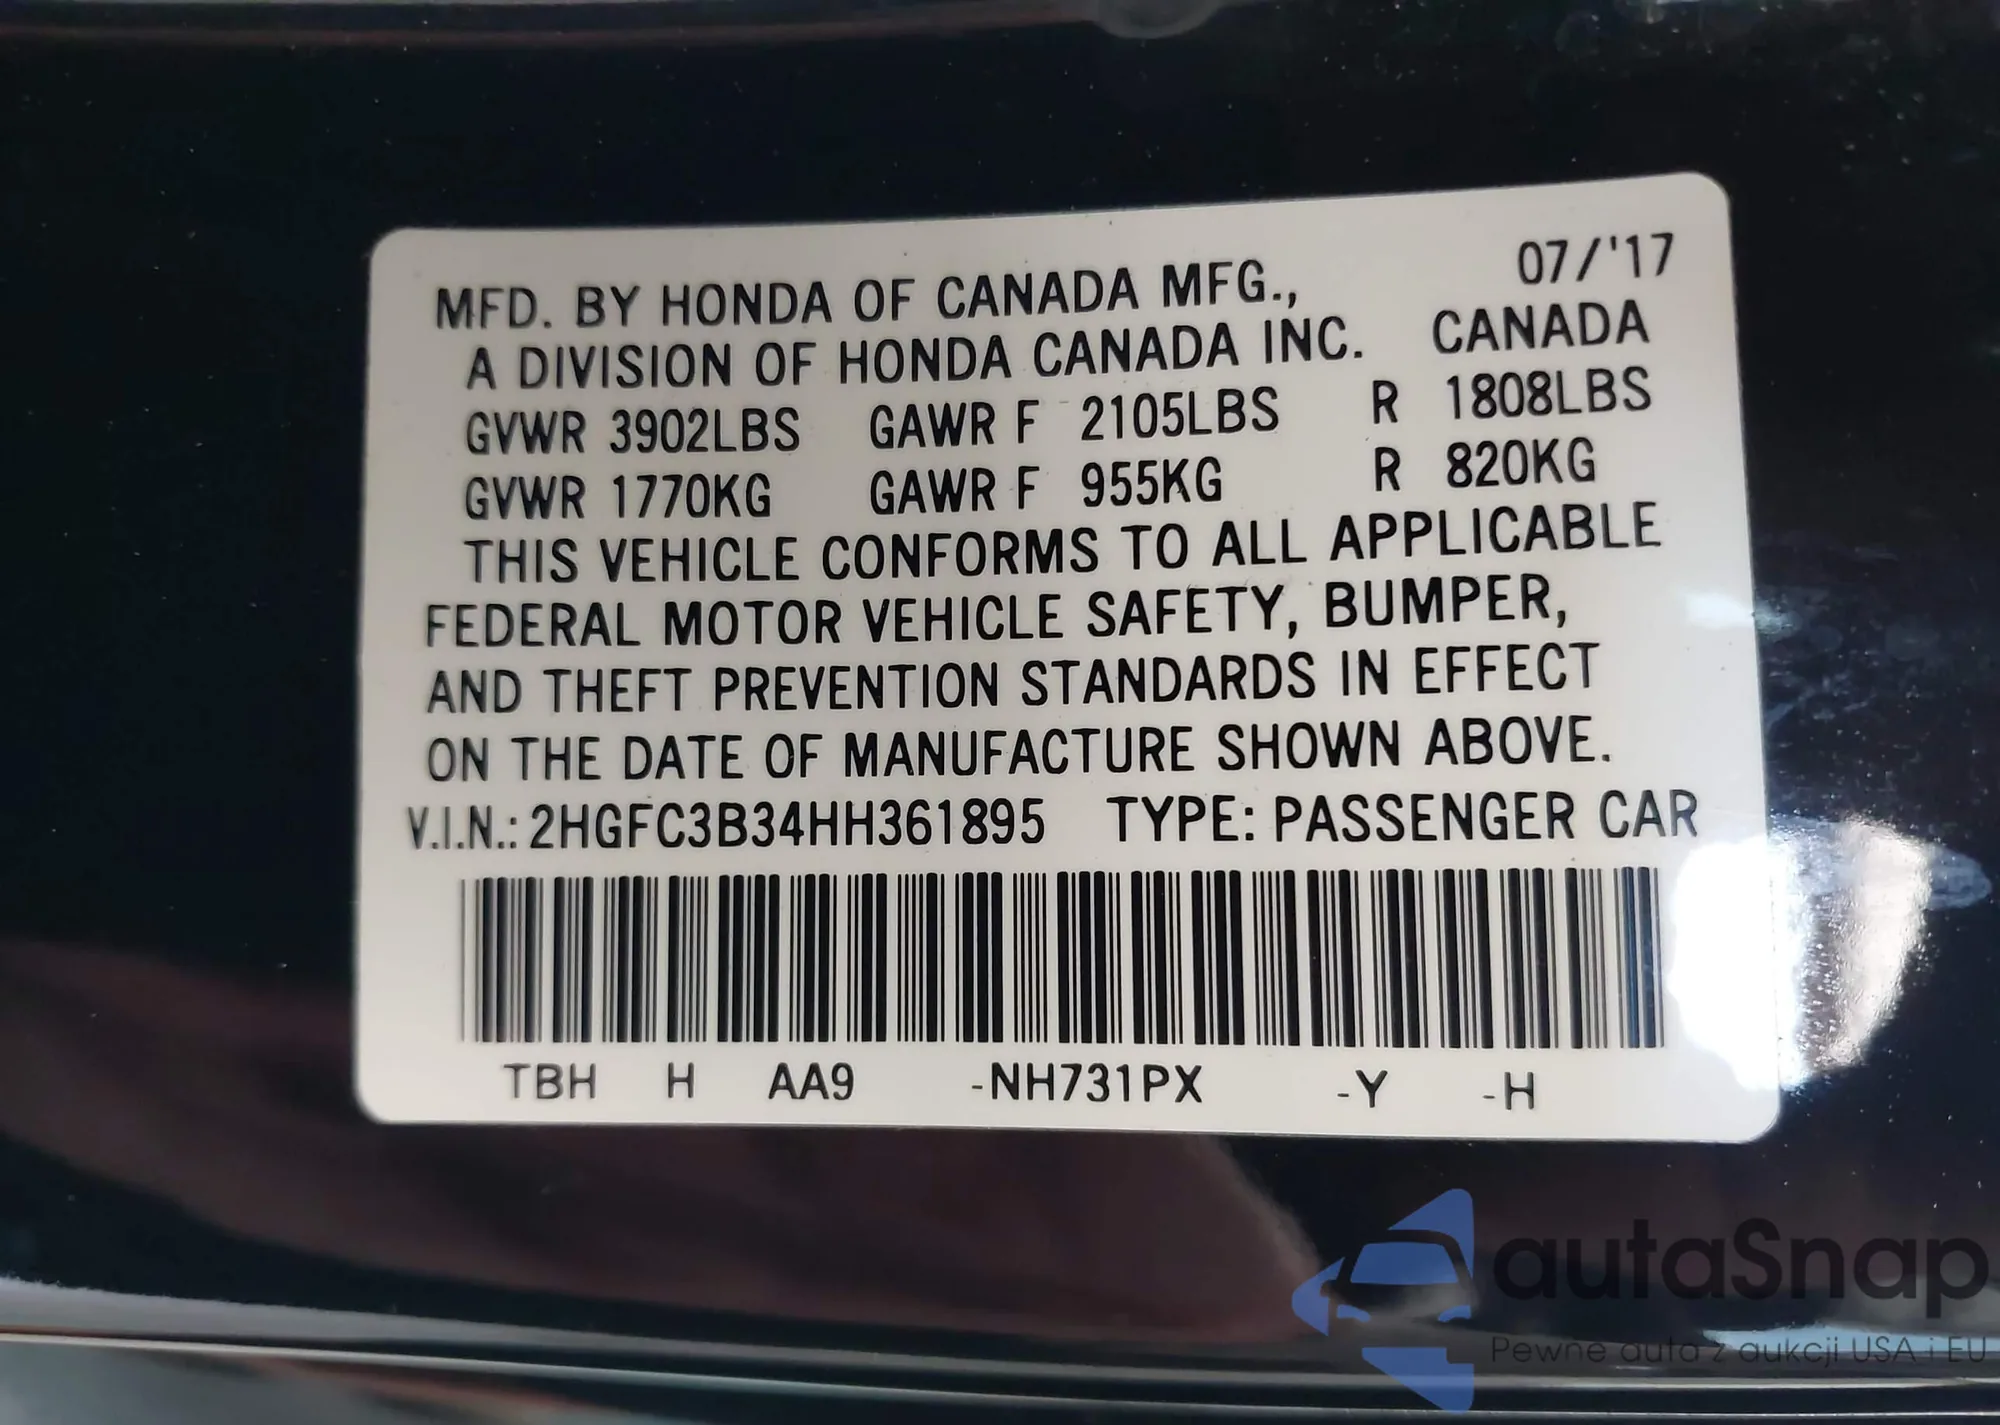 07/'17
MFD. BY HONDA OF CANADA MFG.,
A DIVISION OF HONDA CANADA INC. CANADA
GVWR 3902LBS GAWR F 2105LBS R 1808LBS
GVWR 1770KG GAWR F 955KG R 820KG
THIS VEHICLE CONFORMS TO ALL APPLICABLE
FEDERAL MOTOR VEHICLE SAFETY, BUMPER,
AND THEFT PREVENTION STANDARDS IN EFFECT
ON THE DATE OF MANUFACTURE SHOWN ABOVE.
V.I.N.: 2HGFC3B34HH361895 TYPE: PASSENGER CAR
TBH H AA9 -NH731PX -Y -H
autaSnap
Pewne auta z aukcji USA i EU